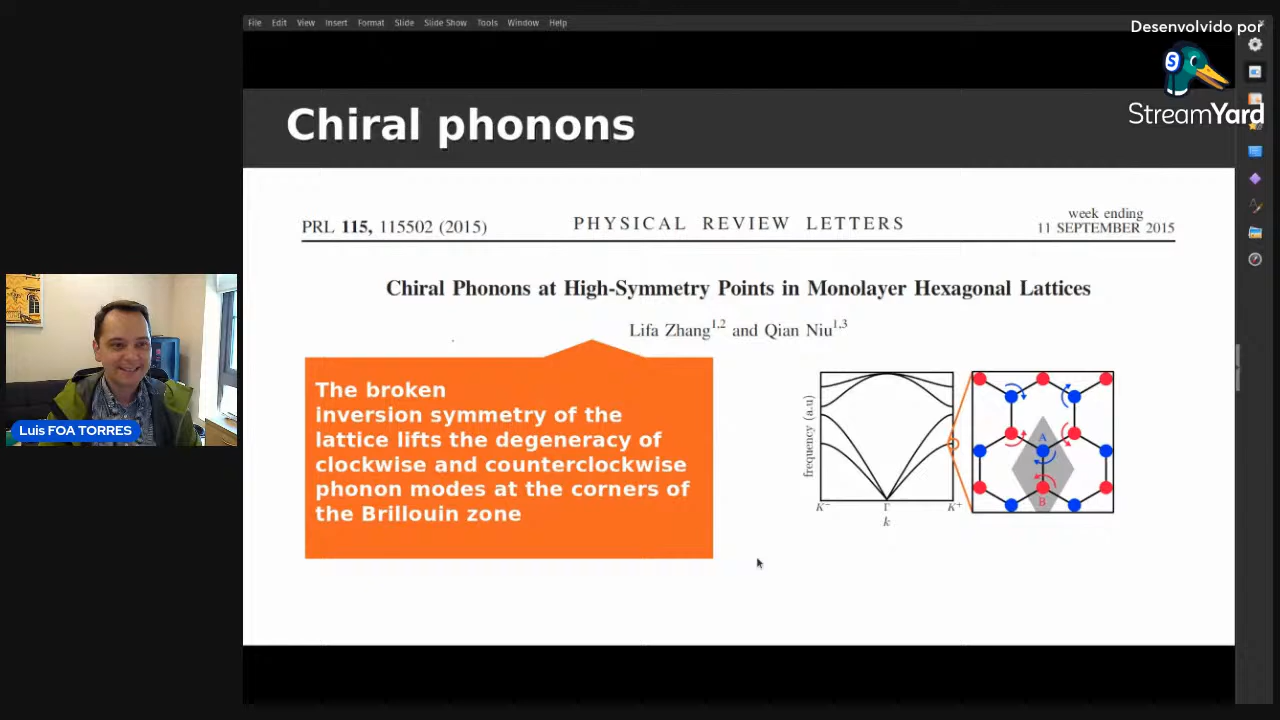 File Edit View Insert Format Slide Slide Show Tools Window Help
Desenvolvido por
S
StreamYard
Chiral phonons
PRL 115, 115502 (2015)
PHYSICAL REVIEW LETTERS
week ending
11 SEPTEMBER 2015
Chiral Phonons at High-Symmetry Points in Monolayer Hexagonal Lattices
Lifa Zhang1,2 and Qian Niu1,3
The broken
inversion symmetry of the
lattice lifts the degeneracy of
clockwise and counterclockwise
phonon modes at the corners of
the Brillouin zone
frequency (a.u)
K⁻ Γ K⁺
k
A
B
Luis FOA TORRES